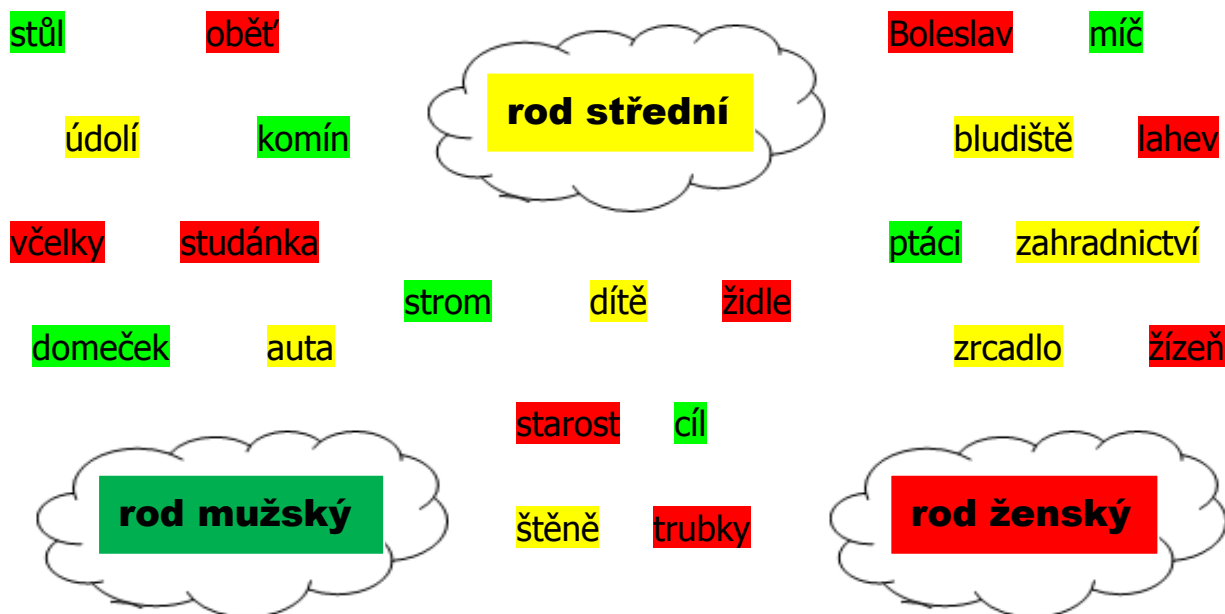 stůl oběť Boleslav míč
rod střední
údolí komín bludiště lahev
včelky studánka ptáci zahradnictví
strom dítě židle
domeček auta zrcadlo žízeň
starost cíl
rod mužský štěně trubky rod ženský